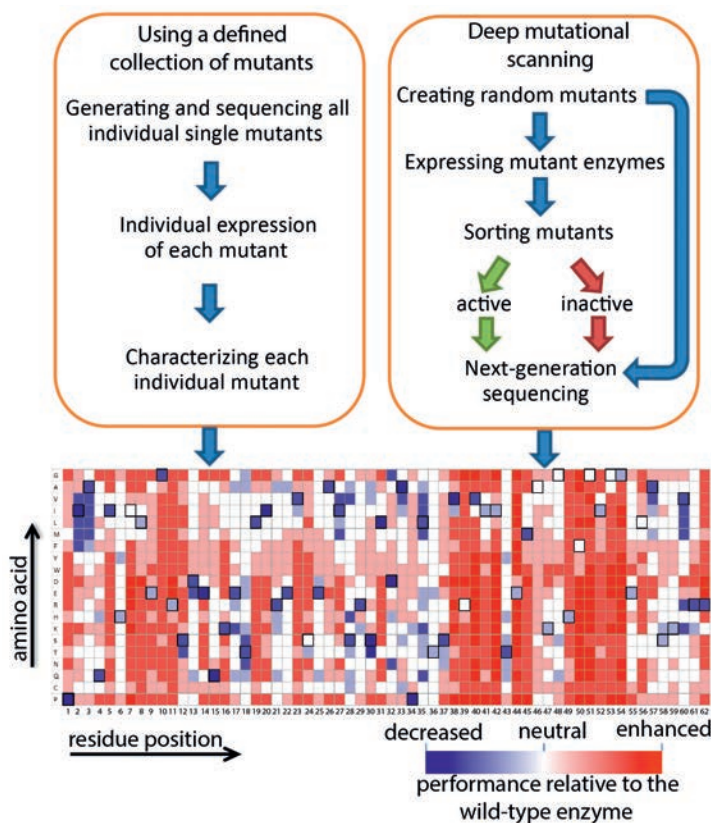 Using a defined
collection of mutants
Generating and sequencing all
individual single mutants
Individual expression
of each mutant
Characterizing each
individual mutant
Deep mutational
scanning
Creating random mutants
Expressing mutant enzymes
Sorting mutants
active
inactive
Next-generation
sequencing
amino acid
G
A
V
I
L
M
F
Y
W
D
E
R
H
K
S
T
N
Q
C
P
1 2 3 4 5 6 7 8 9 10 11 12 13 14 15 16 17 18 19 20 21 22 23 24 25 26 27 28 29 30 31 32 33 34 35 36 37 38 39 40 41 42 43 44 45 46 47 48 49 50 51 52 53 54 55 56 57 58 59 60 61 62
residue position
decreased neutral enhanced
performance relative to the
wild-type enzyme